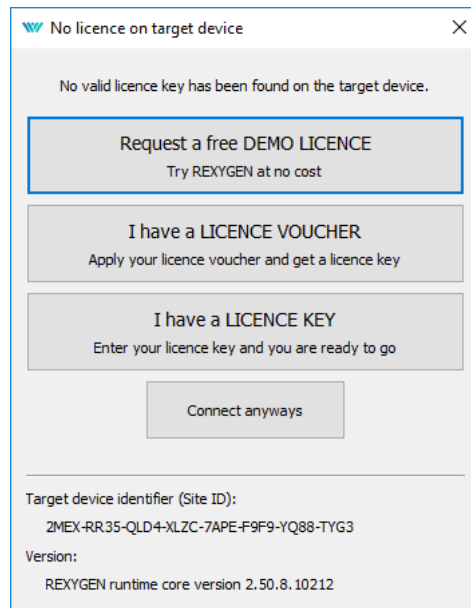 No licence on target device
No valid licence key has been found on the target device.
Request a free DEMO LICENCE
Try REXYGEN at no cost
I have a LICENCE VOUCHER
Apply your licence voucher and get a licence key
I have a LICENCE KEY
Enter your licence key and you are ready to go
Connect anyways
Target device identifier (Site ID):
2MEX-RR35-QLD4-XLZC-7APE-F9F9-YQ88-TYG3
Version:
REXYGEN runtime core version 2.50.8.10212